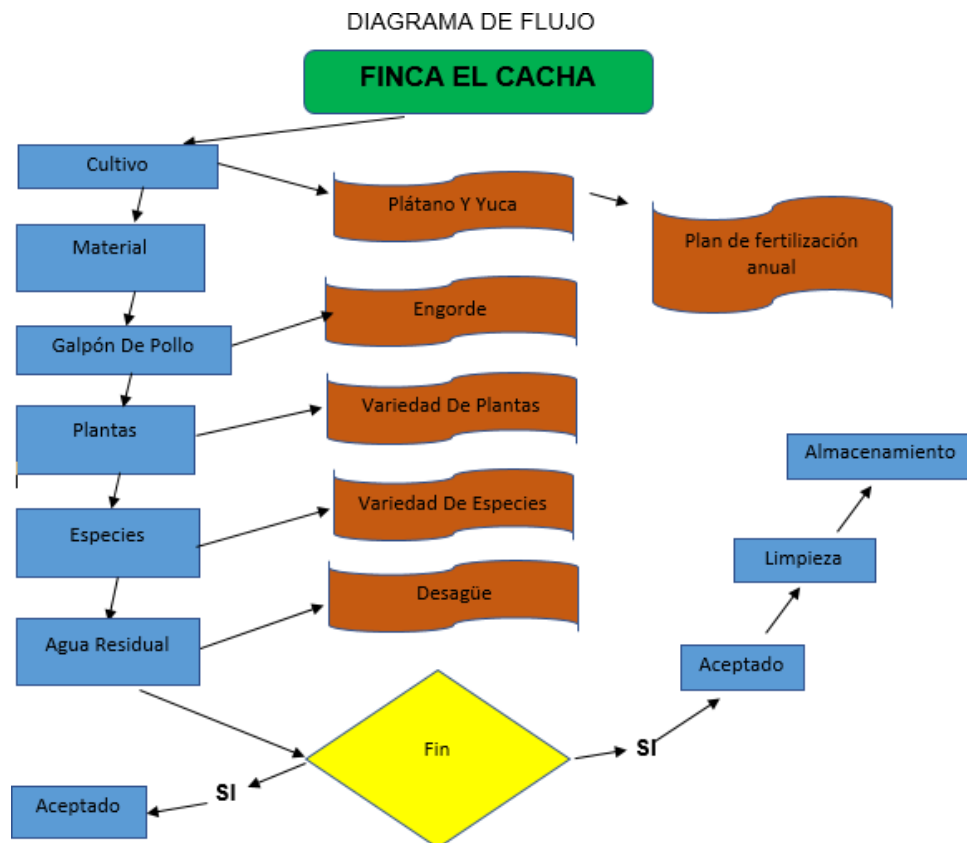 DIAGRAMA DE FLUJO
FINCA EL CACHA
Cultivo
Plátano Y Yuca
Plan de fertilización
anual
Material
Engorde
Galpón De Pollo
Variedad De Plantas
Plantas
Almacenamiento
Variedad De Especies
Especies
Limpieza
Desagüe
Agua Residual
Aceptado
Fin
SI
SI
Aceptado